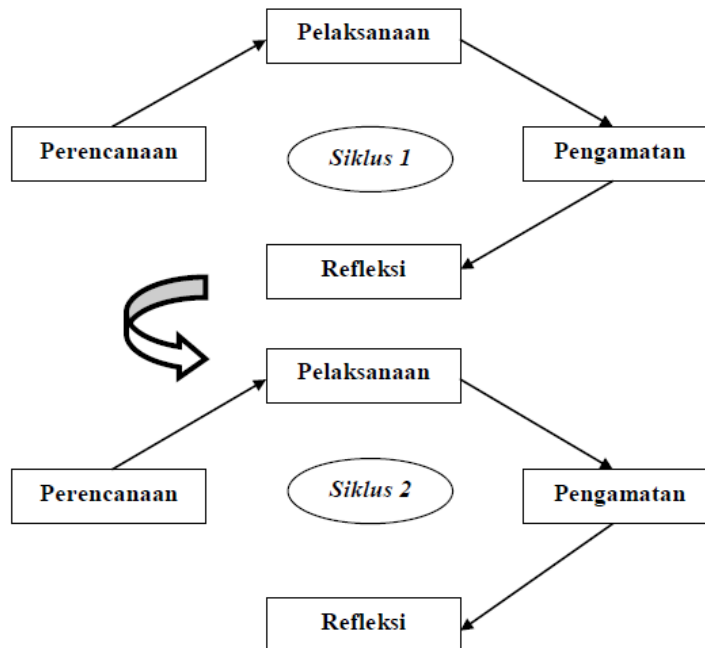 Pelaksanaan
Perencanaan
Siklus 1
Pengamatan
Refleksi
Pelaksanaan
Perencanaan
Siklus 2
Pengamatan
Refleksi